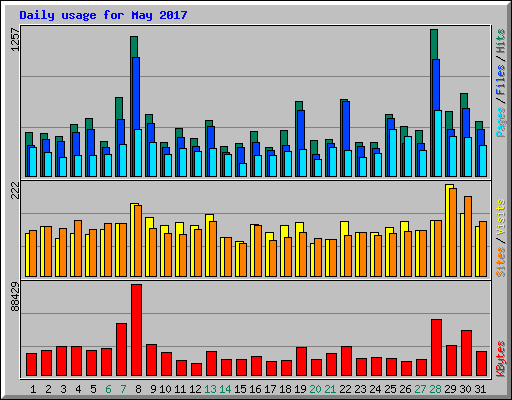 Daily usage for May 2017
1257
Pages / Files / Hits
222
Sites / Visits
88429
KBytes
1 2 3 4 5 6 7 8 9 10 11 12 13 14 15 16 17 18 19 20 21 22 23 24 25 26 27 28 29 30 31